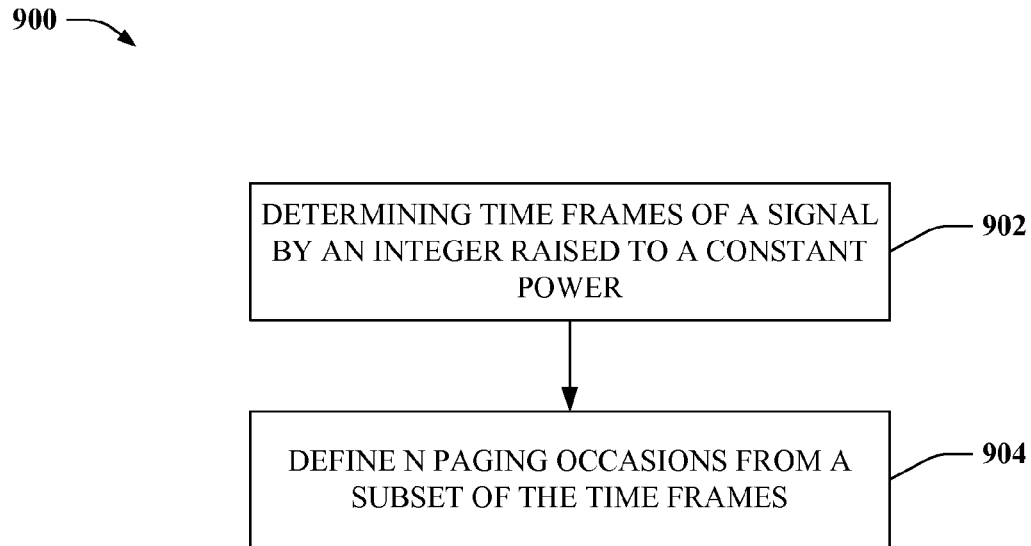 900
DETERMINING TIME FRAMES OF A SIGNAL
BY AN INTEGER RAISED TO A CONSTANT
POWER
902
DEFINE N PAGING OCCASIONS FROM A
SUBSET OF THE TIME FRAMES
904